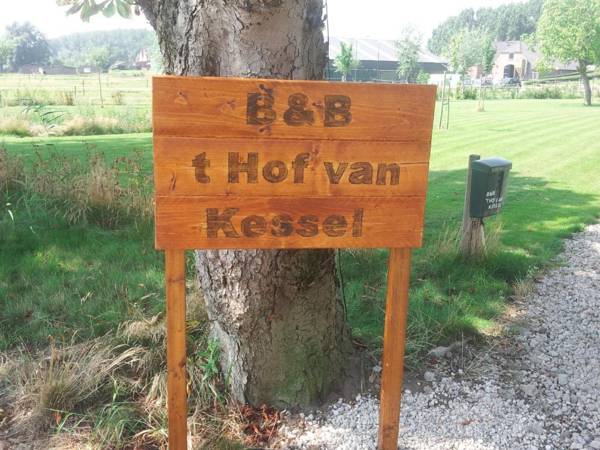 B&B
t Hof van
Kessel
B&B